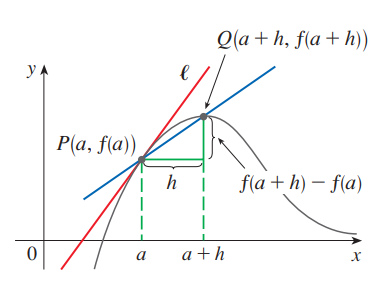 Q(a + h, f(a + h))
y
ℓ
P(a, f(a))
h
f(a + h) − f(a)
0
a
a + h
x